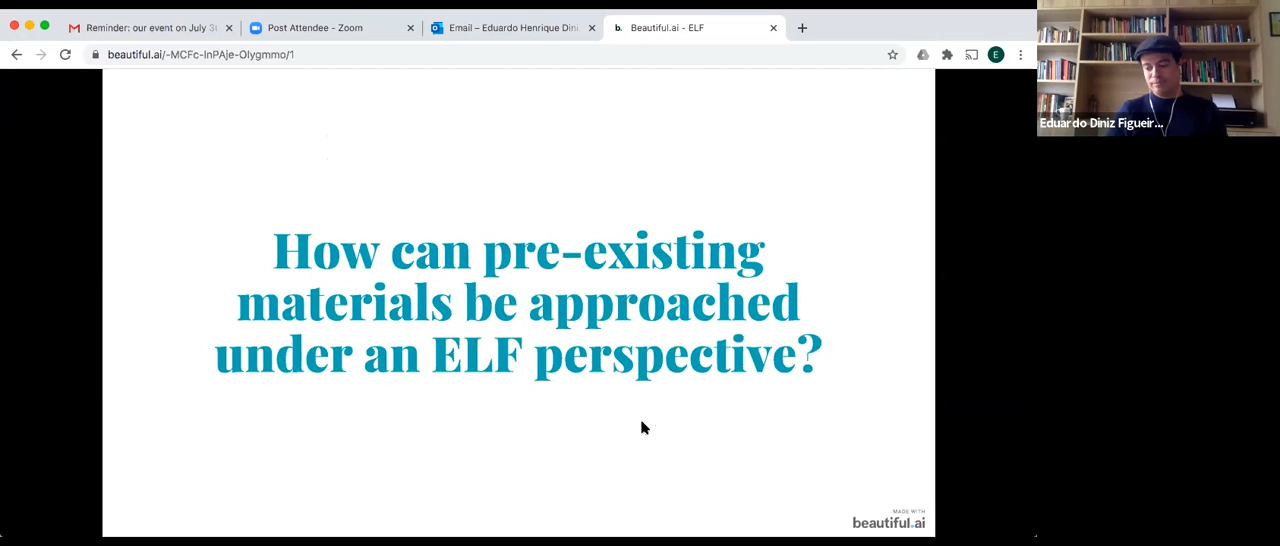 Reminder: our event on July 3
Post Attendee - Zoom
Email – Eduardo Henrique Dini
Beautiful.ai - ELF
beautiful.ai/-MCFc-InPAje-Olygmmo/1
E
Eduardo Diniz Figueir...
How can pre-existing
materials be approached
under an ELF perspective?
MADE WITH
beautiful.ai